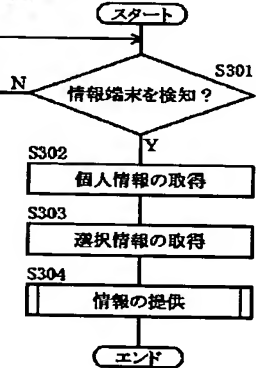 スタート
S301
N
情報端末を検知？
Y
S302
個人情報の取得
S303
選択情報の取得
S304
情報の提供
エンド